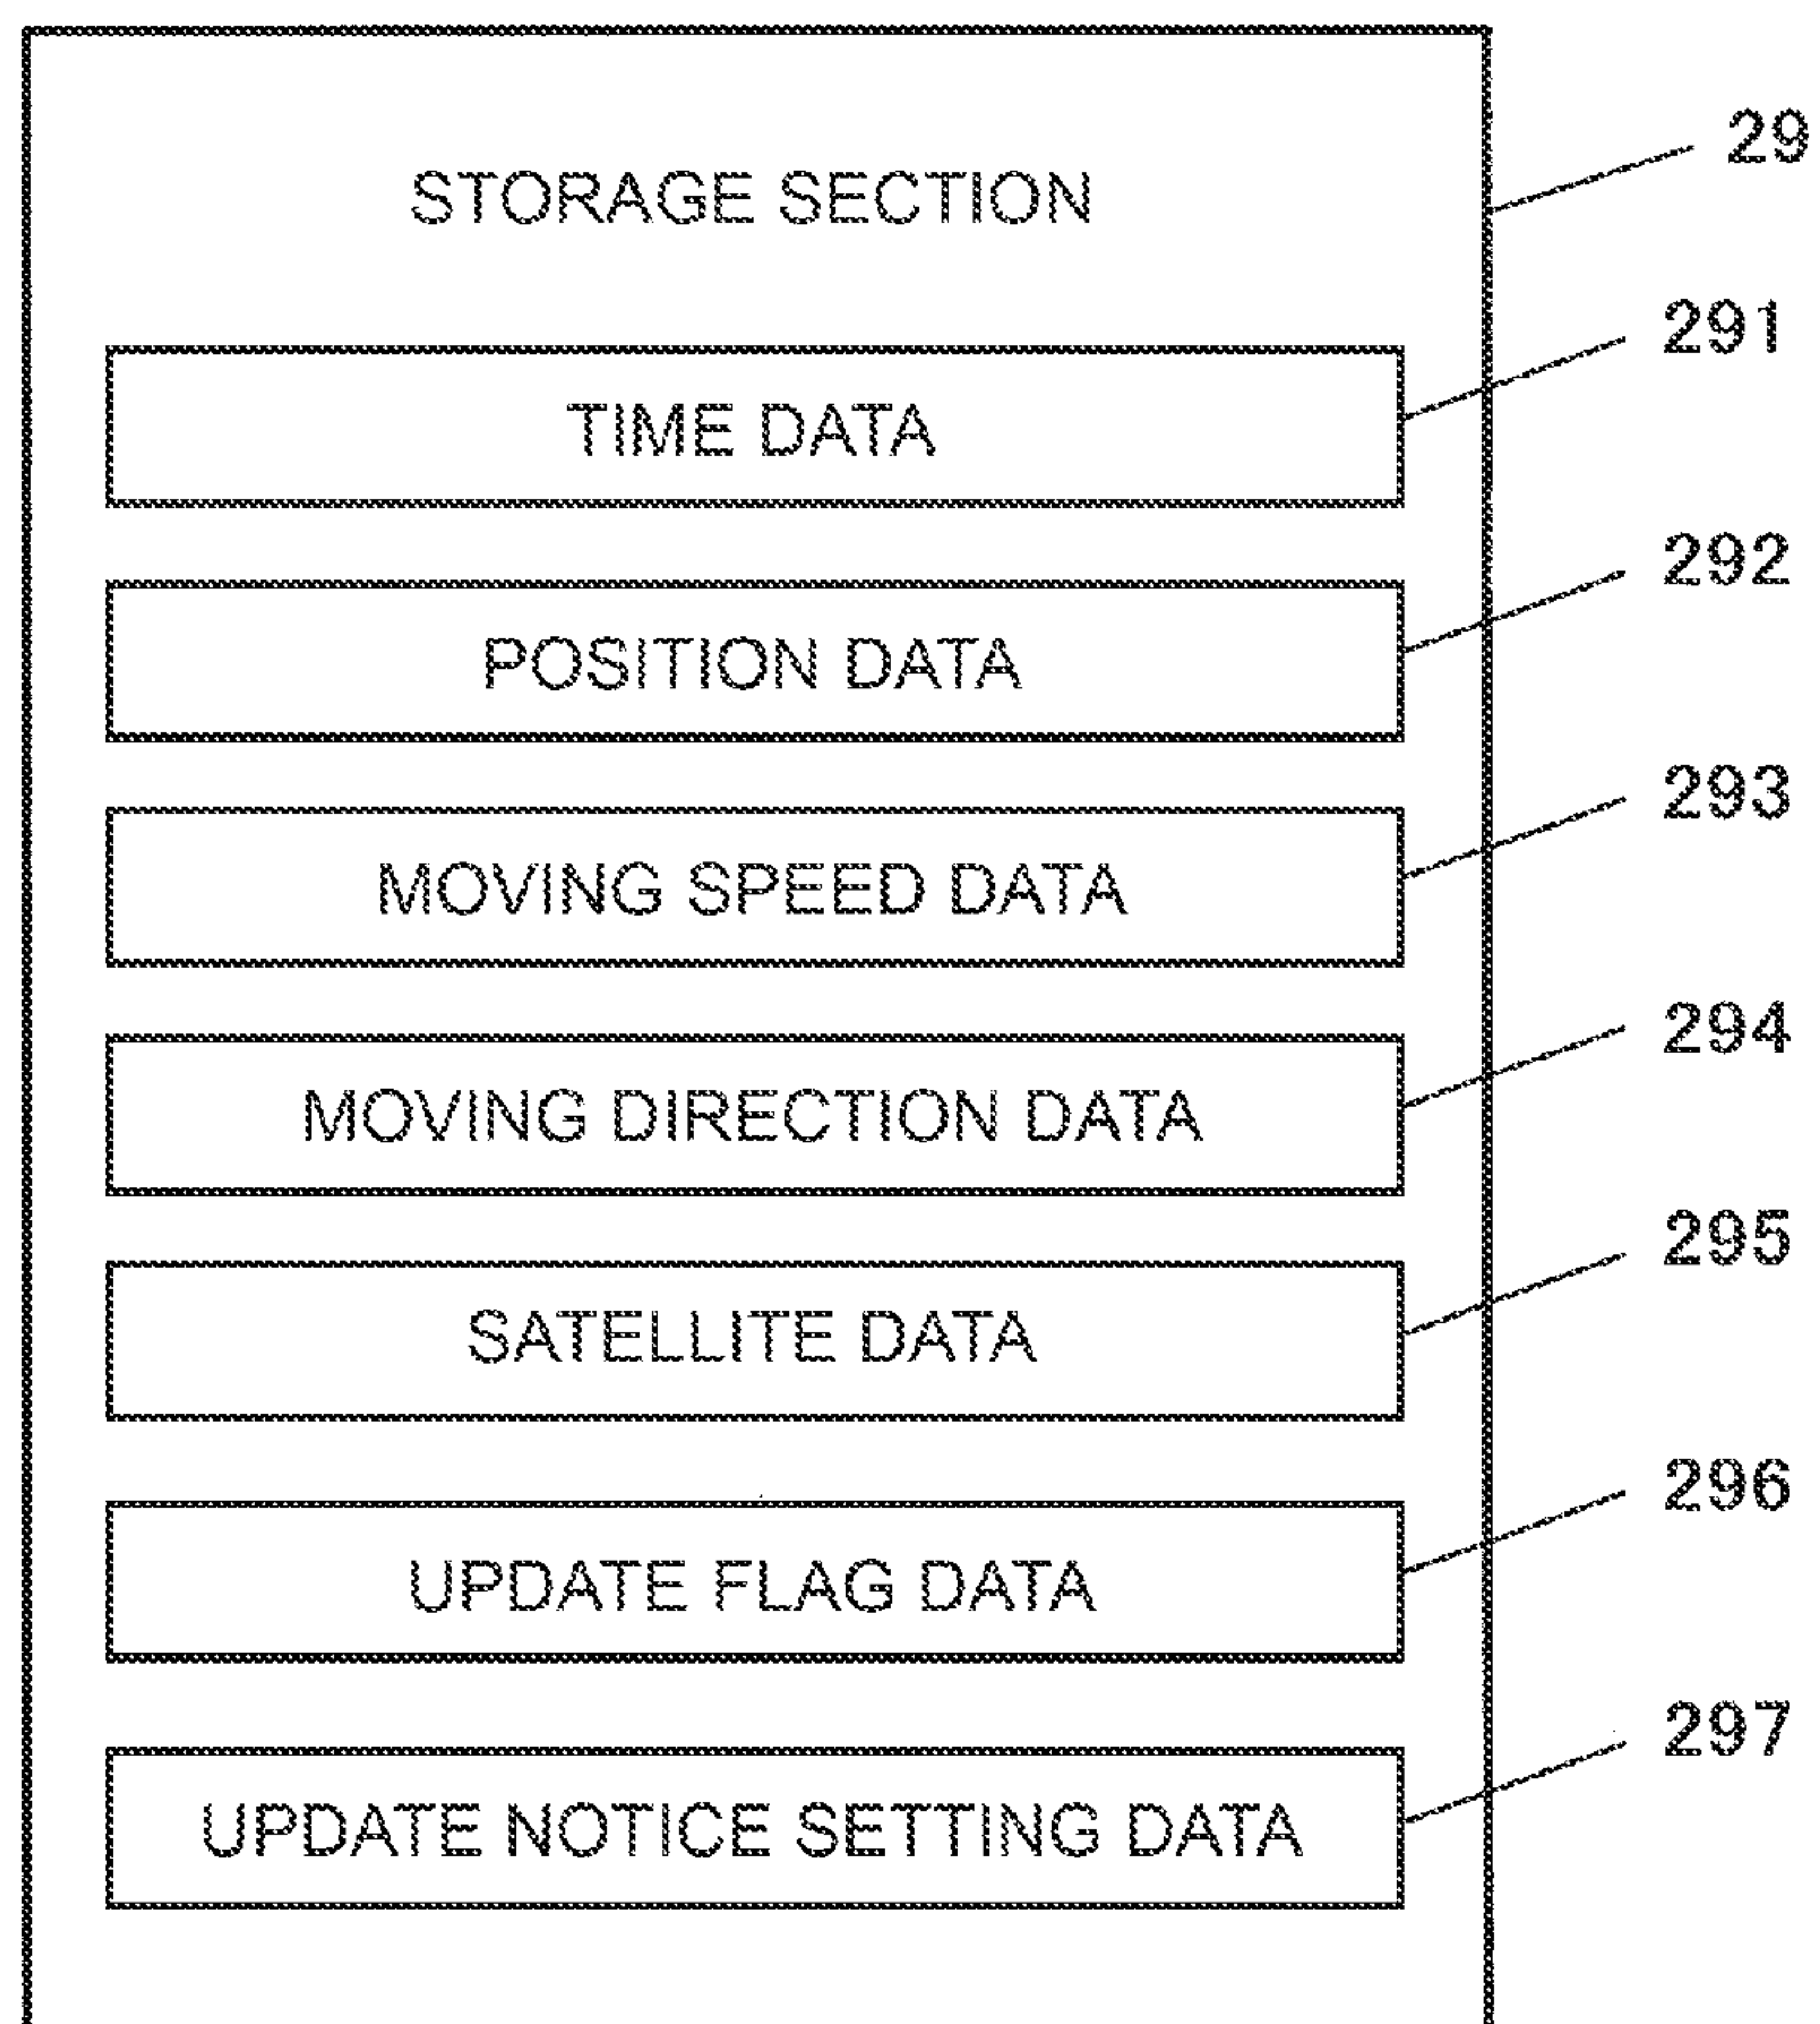 29
STORAGE SECTION
291
TIME DATA
292
POSITION DATA
293
MOVING SPEED DATA
294
MOVING DIRECTION DATA
295
SATELLITE DATA
296
UPDATE FLAG DATA
297
UPDATE NOTICE SETTING DATA